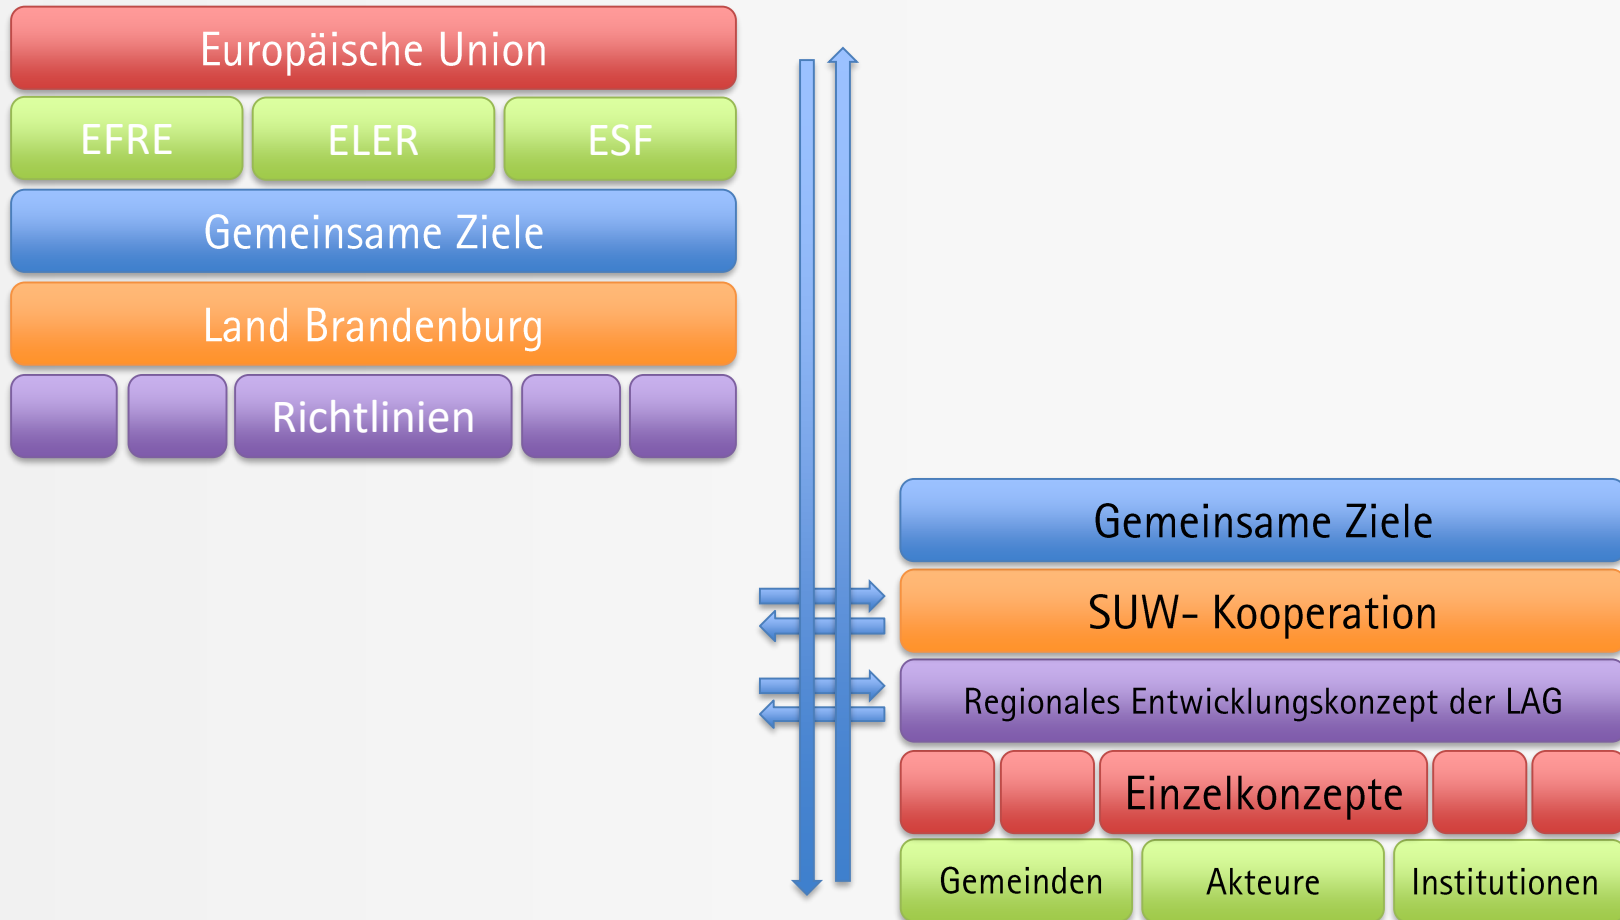 Europäische Union
EFRE
ELER
ESF
Gemeinsame Ziele
Land Brandenburg
Richtlinien
Gemeinsame Ziele
SUW- Kooperation
Regionales Entwicklungskonzept der LAG
Einzelkonzepte
Gemeinden
Akteure
Institutionen